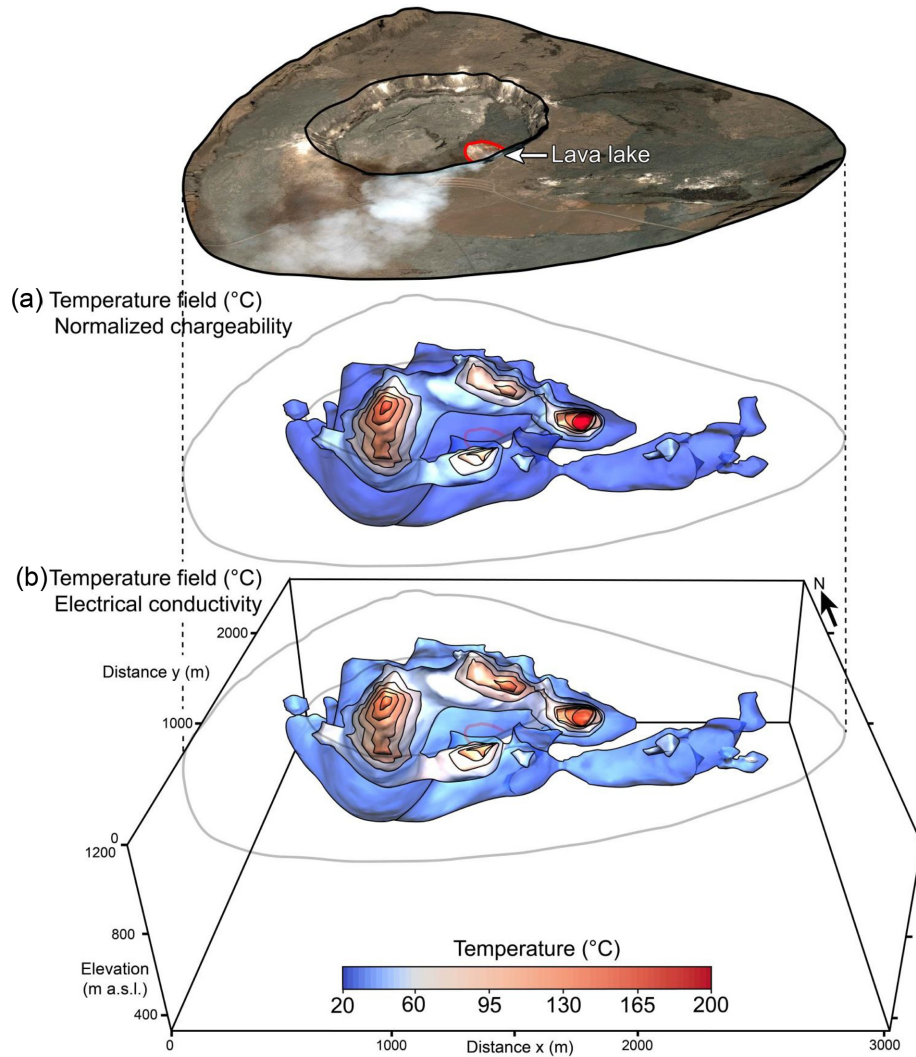 Lava lake
(a) Temperature field (°C)
Normalized chargeability
(b) Temperature field (°C)
Electrical conductivity
N
2000
Distance y (m)
1000
0
1200
800
Elevation
(m a.s.l.)
400
Temperature (°C)
20 60 95 130 165 200
0 1000 2000 3000
Distance x (m)